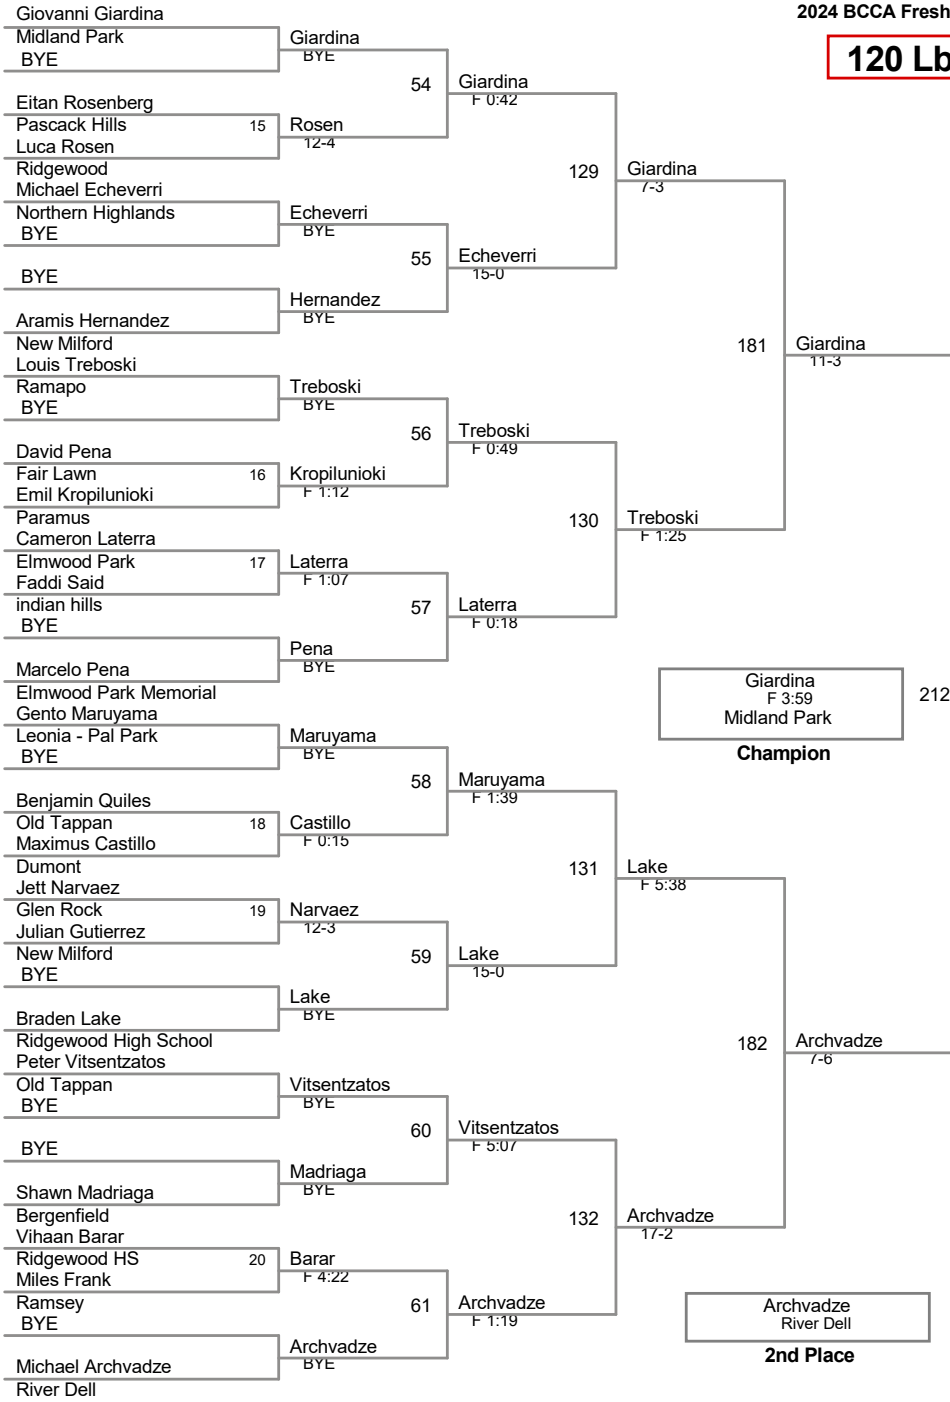 2024 BCCA Fresh
120 Lb
Giovanni Giardina
Midland Park
BYE
Eitan Rosenberg
Pascack Hills
15
Luca Rosen
Ridgewood
Michael Echeverri
Northern Highlands
BYE
BYE
Aramis Hernandez
New Milford
Louis Treboski
Ramapo
BYE
David Pena
Fair Lawn
16
Emil Kropilunioki
Paramus
Cameron Laterra
Elmwood Park
17
Faddi Said
indian hills
BYE
Marcelo Pena
Elmwood Park Memorial
Gento Maruyama
Leonia - Pal Park
BYE
Benjamin Quiles
Old Tappan
18
Maximus Castillo
Dumont
Jett Narvaez
Glen Rock
19
Julian Gutierrez
New Milford
BYE
Braden Lake
Ridgewood High School
Peter Vitsentzatos
Old Tappan
BYE
BYE
Shawn Madriaga
Bergenfield
Vihaan Barar
Ridgewood HS
20
Miles Frank
Ramsey
BYE
Michael Archvadze
River Dell
Giardina
BYE
54
Rosen
12-4
Echeverri
BYE
55
Hernandez
BYE
Treboski
BYE
56
Kropilunioki
F 1:12
Laterra
F 1:07
57
Pena
BYE
Maruyama
BYE
58
Castillo
F 0:15
Narvaez
12-3
59
Lake
BYE
Vitsentzatos
BYE
60
Madriaga
BYE
Barar
F 4:22
61
Archvadze
BYE
Giardina
F 0:42
129
Echeverri
15-0
Treboski
F 0:49
130
Laterra
F 0:18
Maruyama
F 1:39
131
Lake
15-0
Vitsentzatos
F 5:07
132
Archvadze
F 1:19
Giardina
7-3
181
Treboski
F 1:25
Lake
F 5:38
182
Archvadze
17-2
Giardina
11-3
Archvadze
7-6
Giardina
F 3:59
Midland Park
Champion
212
Archvadze
River Dell
2nd Place